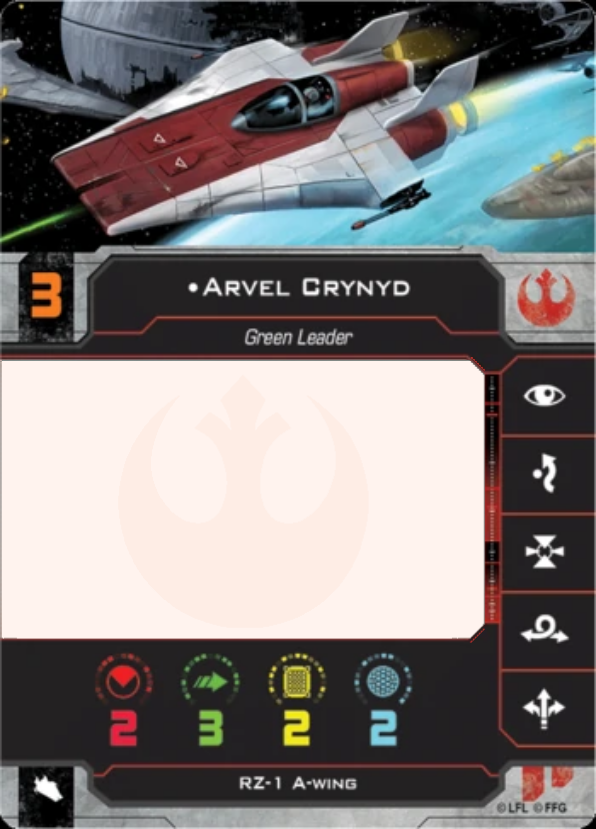 3
•Arvel Crynyd
Green Leader
2 3 2 2
RZ-1 A-wing
©LFL ©FFG